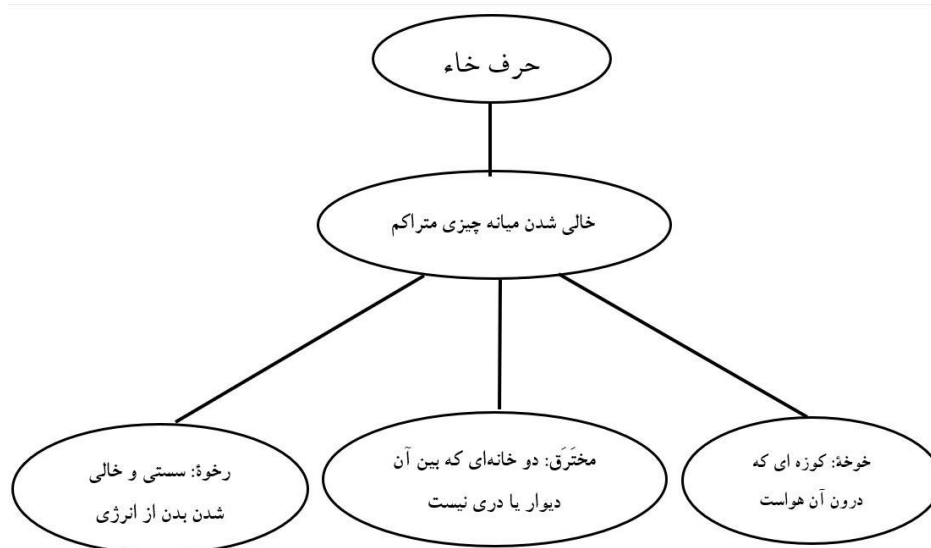 حرف خاء
خالی شدن میانه چیزی متراکم
خوخة: کوزه ای که
درون آن هواست
مختَرَق: دو خانه‌ای که بین آن
دیوار یا دری نیست
رخوة: سستی و خالی
شدن بدن از انرژی